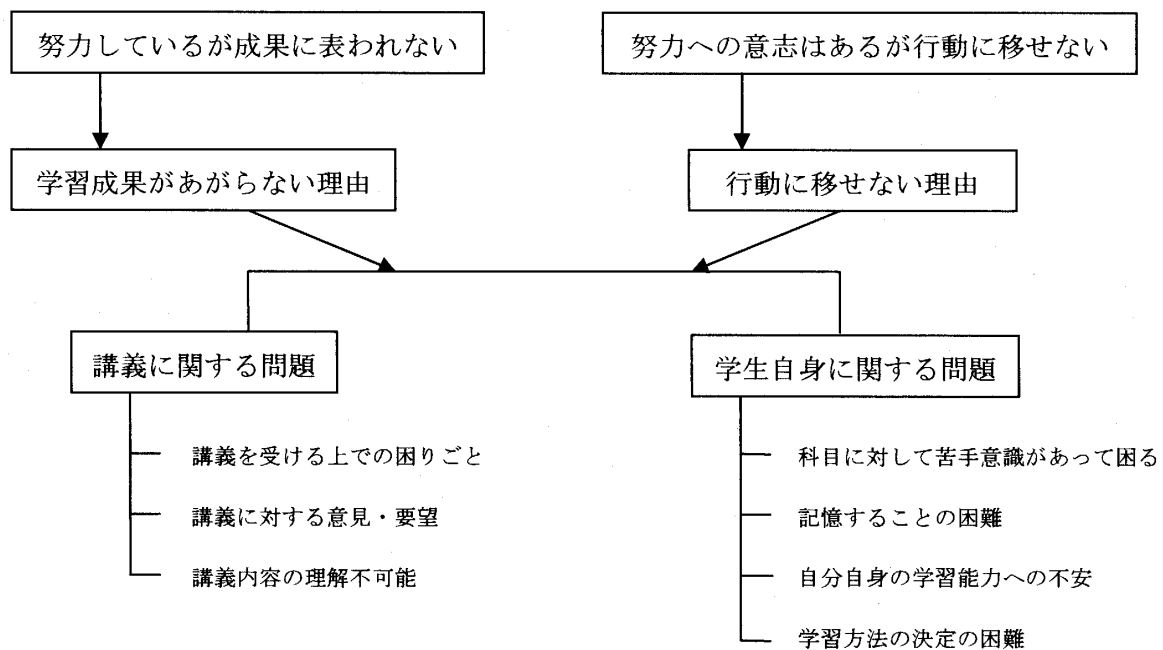 努力しているが成果に表われない
努力への意志はあるが行動に移せない
学習成果があがらない理由
行動に移せない理由
講義に関する問題
学生自身に関する問題
講義を受ける上での困りごと
講義に対する意見・要望
講義内容の理解不可能
科目に対して苦手意識があって困る
記憶することの困難
自分自身の学習能力への不安
学習方法の決定の困難